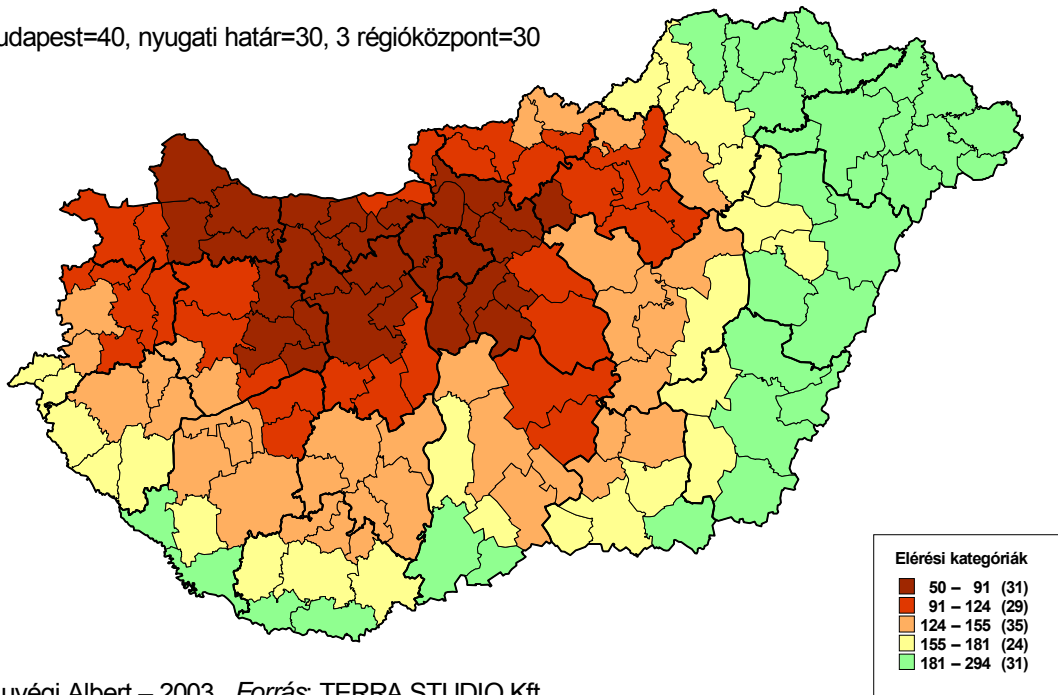 udapest=40, nyugati határ=30, 3 régióközpont=30
Elérési kategóriák
50 – 91 (31)
91 – 124 (29)
124 – 155 (35)
155 – 181 (24)
181 – 294 (31)
Albert – 2003 Forrás: TERRA STUDIO Kft